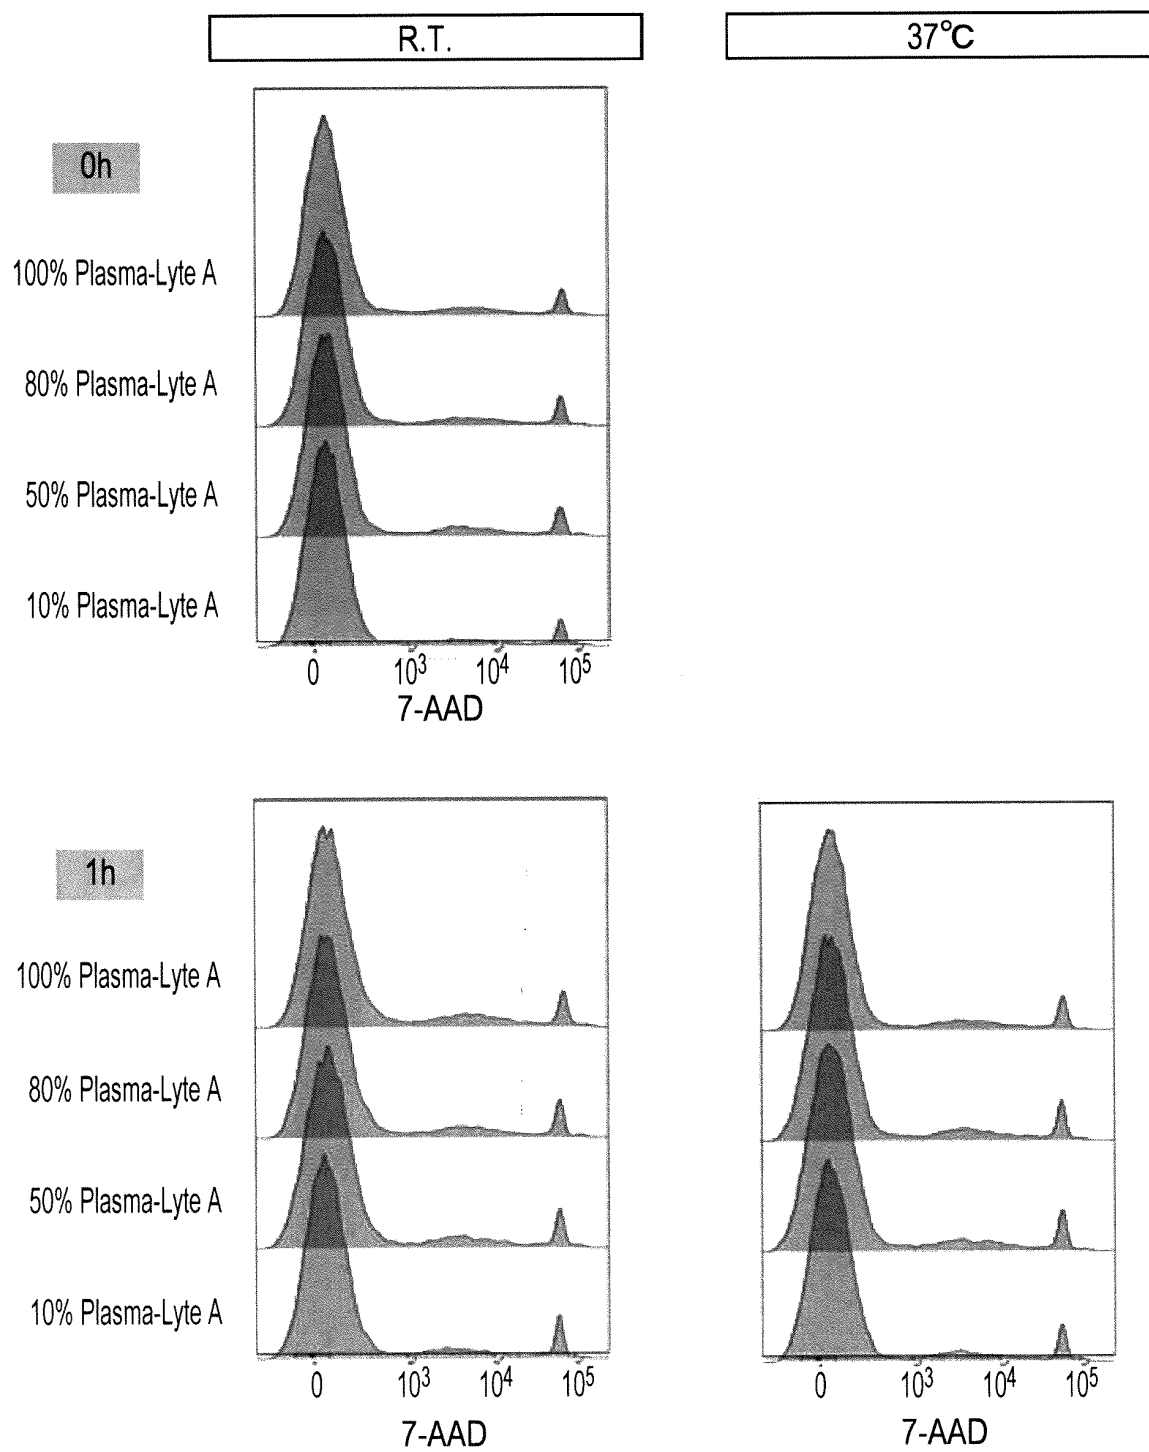 R.T. 37°C
0h
100% Plasma-Lyte A
80% Plasma-Lyte A
50% Plasma-Lyte A
10% Plasma-Lyte A
0 10³ 10⁴ 10⁵
7-AAD
1h
100% Plasma-Lyte A
80% Plasma-Lyte A
50% Plasma-Lyte A
10% Plasma-Lyte A
0 10³ 10⁴ 10⁵ 0 10³ 10⁴ 10⁵
7-AAD 7-AAD